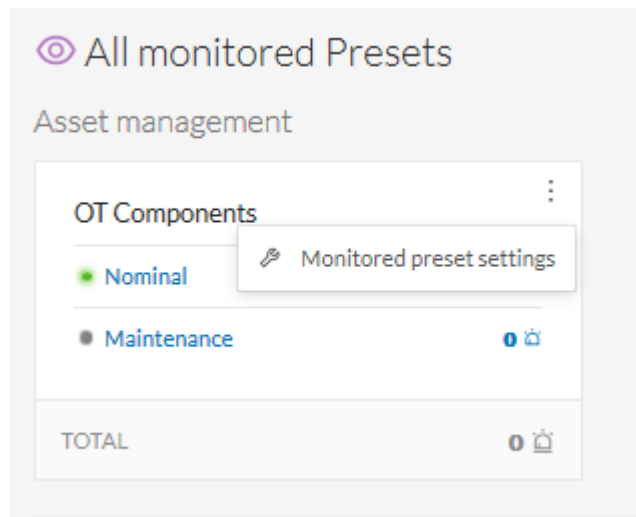 All monitored Presets
Asset management
OT Components
Monitored preset settings
Nominal
Maintenance 0
TOTAL 0